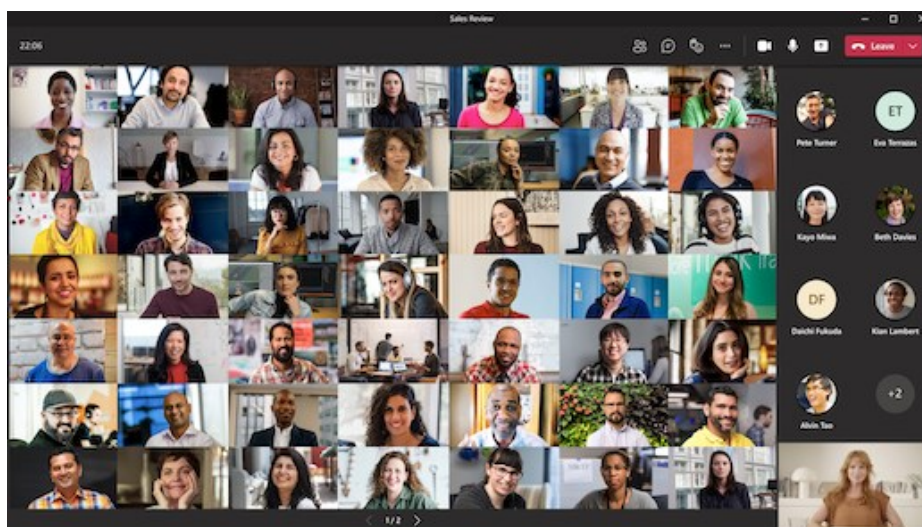 Sales Review
22:06
Leave
ET
Pete Turner
Eva Terrazas
Kayo Miwa
Beth Davies
DF
Daichi Fukuda
Kian Lambert
Alvin Tao
+2
1/2